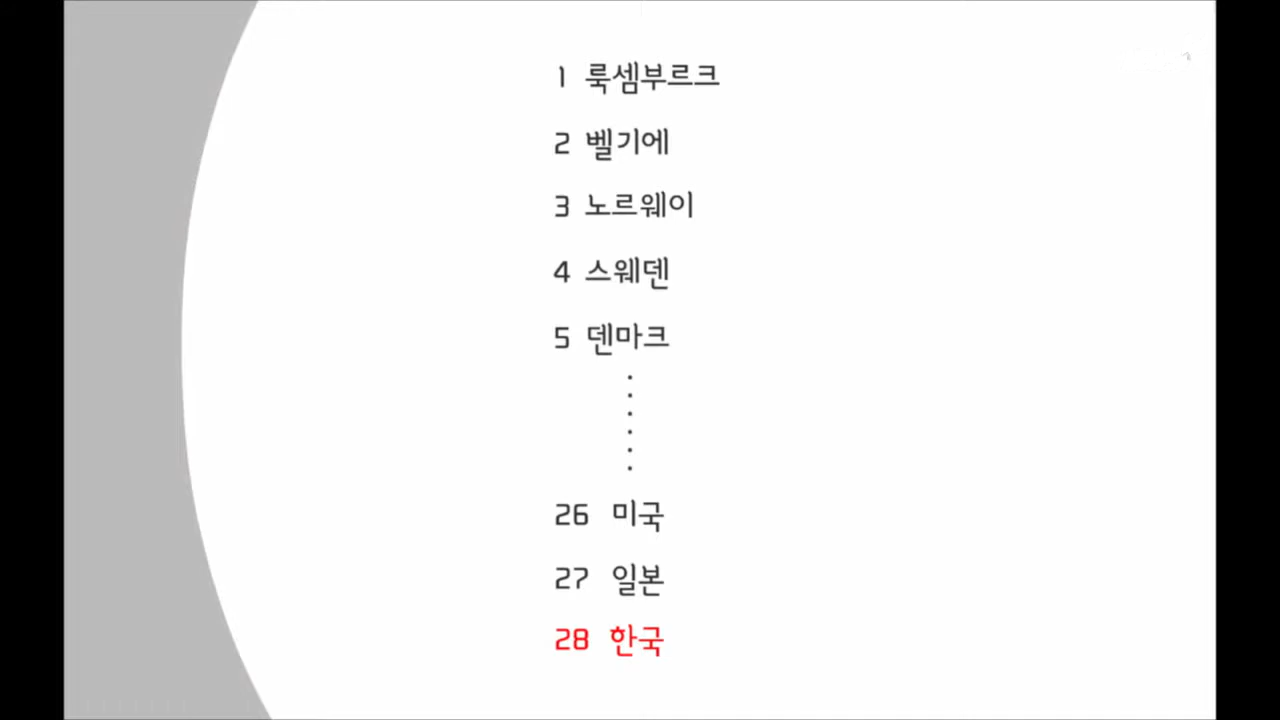 1 룩셈부르크
2 벨기에
3 노르웨이
4 스웨덴
5 덴마크
26 미국
27 일본
28 한국